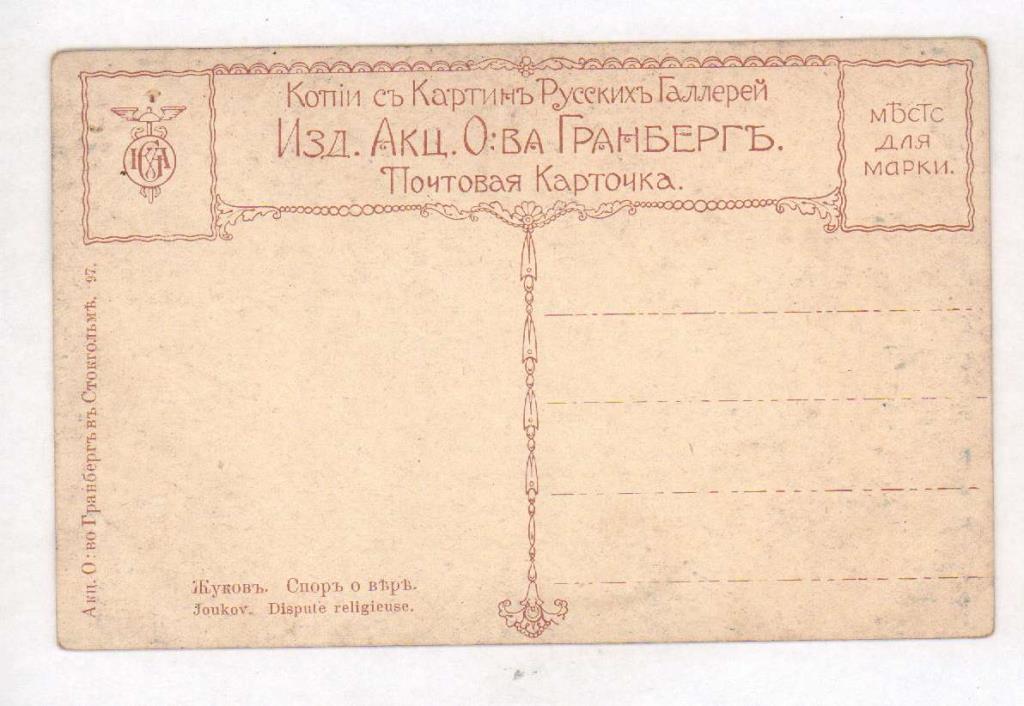 Копіи съ Картинъ Русскихъ Галлерей
Изд. Акц. О:ва Гранбергъ.
Почтовая Карточка.
мѣстс
для
марки.
Акц. О:во Гранбергъ въ Стокгольмѣ. 97.
Жуковъ. Споръ о вѣрѣ.
Joukov. Dispute religieuse.